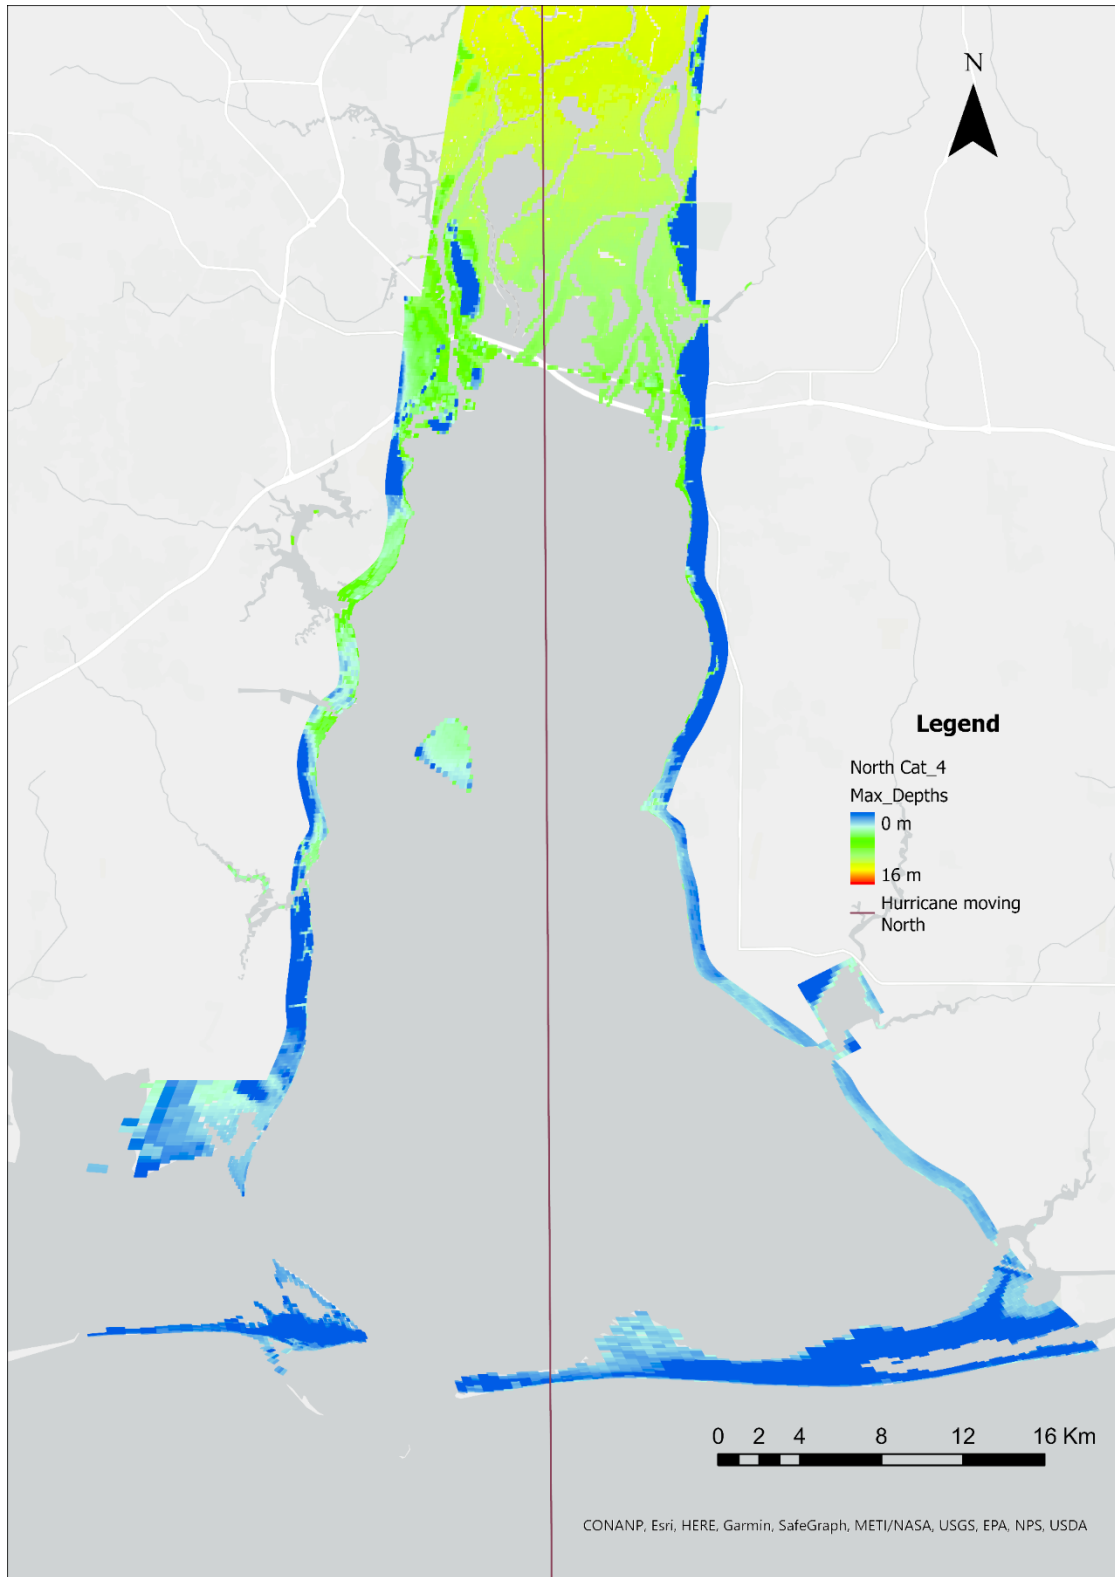 N
Legend
North Cat_4
Max_Depths
0 m
16 m
Hurricane moving
North
0 2 4 8 12 16 Km
CONANP, Esri, HERE, Garmin, SafeGraph, METI/NASA, USGS, EPA, NPS, USDA